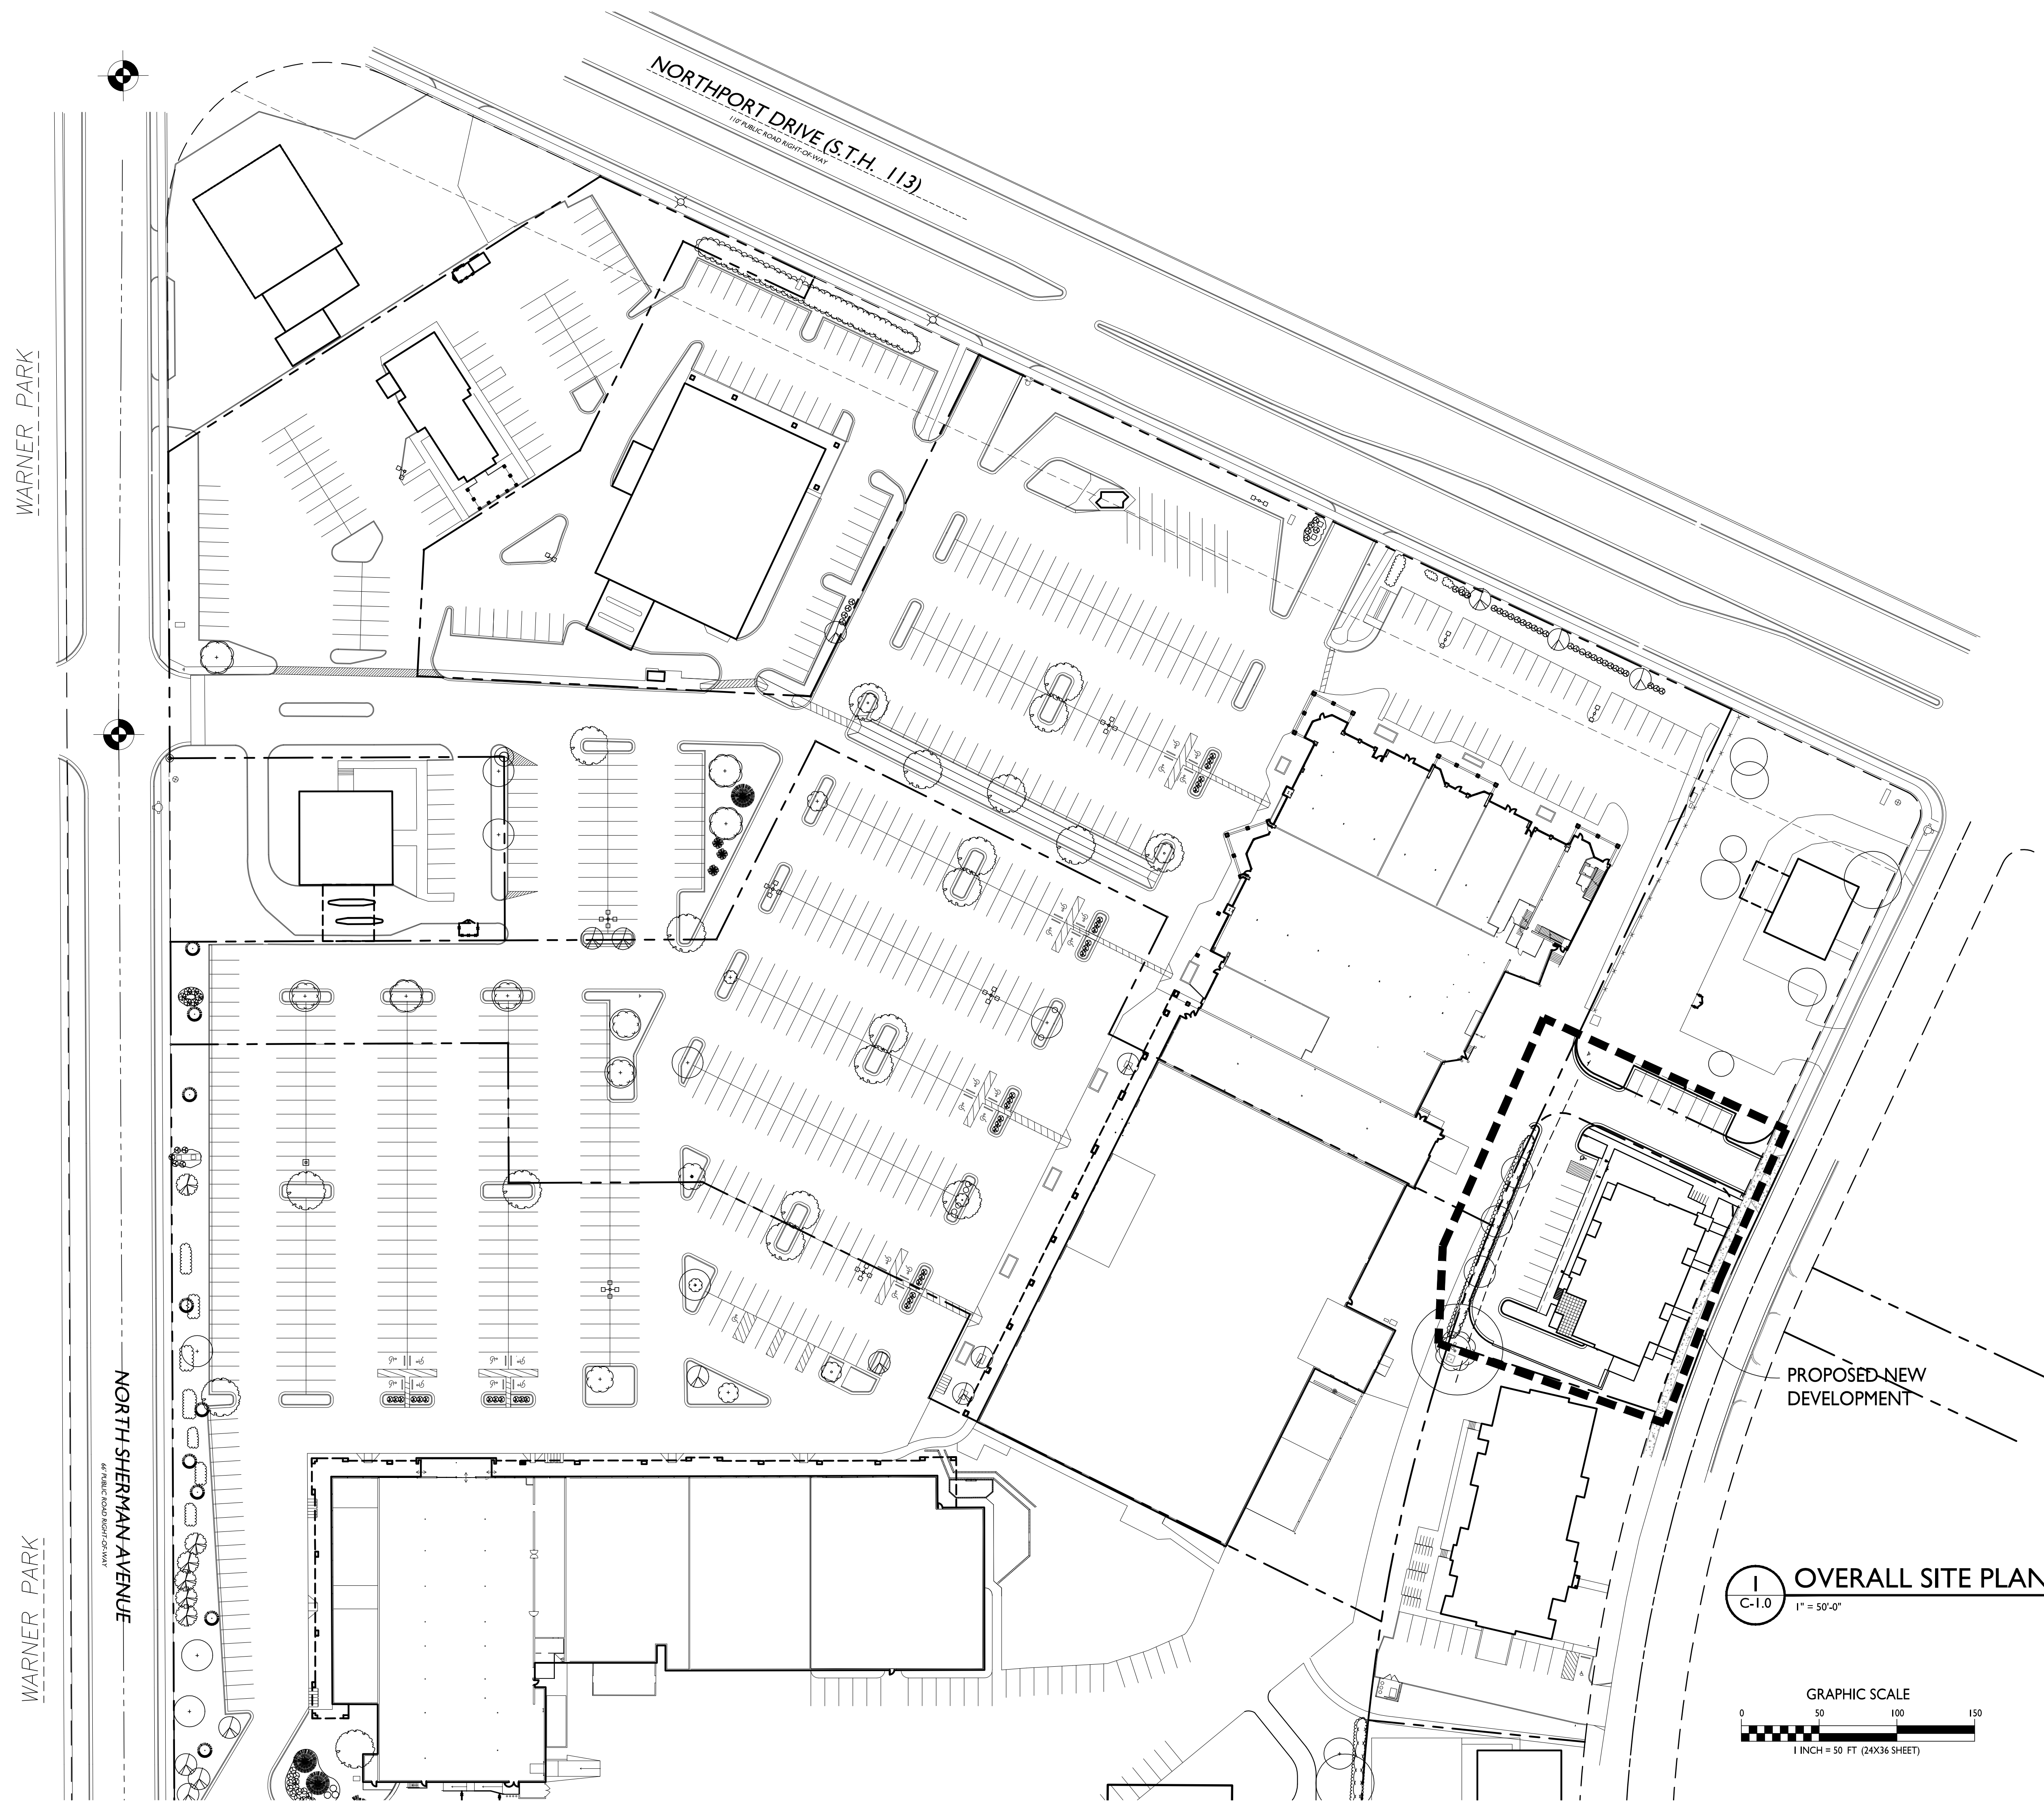 NORTHPORT DRIVE (S.T.H. 113)
110' PUBLIC ROAD RIGHT-OF-WAY
WARNER PARK
NORTH SHERMAN AVENUE
66' PUBLIC ROAD RIGHT-OF-WAY
WARNER PARK
PROPOSED NEW
DEVELOPMENT
1
C-1.0
OVERALL SITE PLAN
1" = 50'-0"
GRAPHIC SCALE
0 50 100 150
1 INCH = 50 FT (24X36 SHEET)